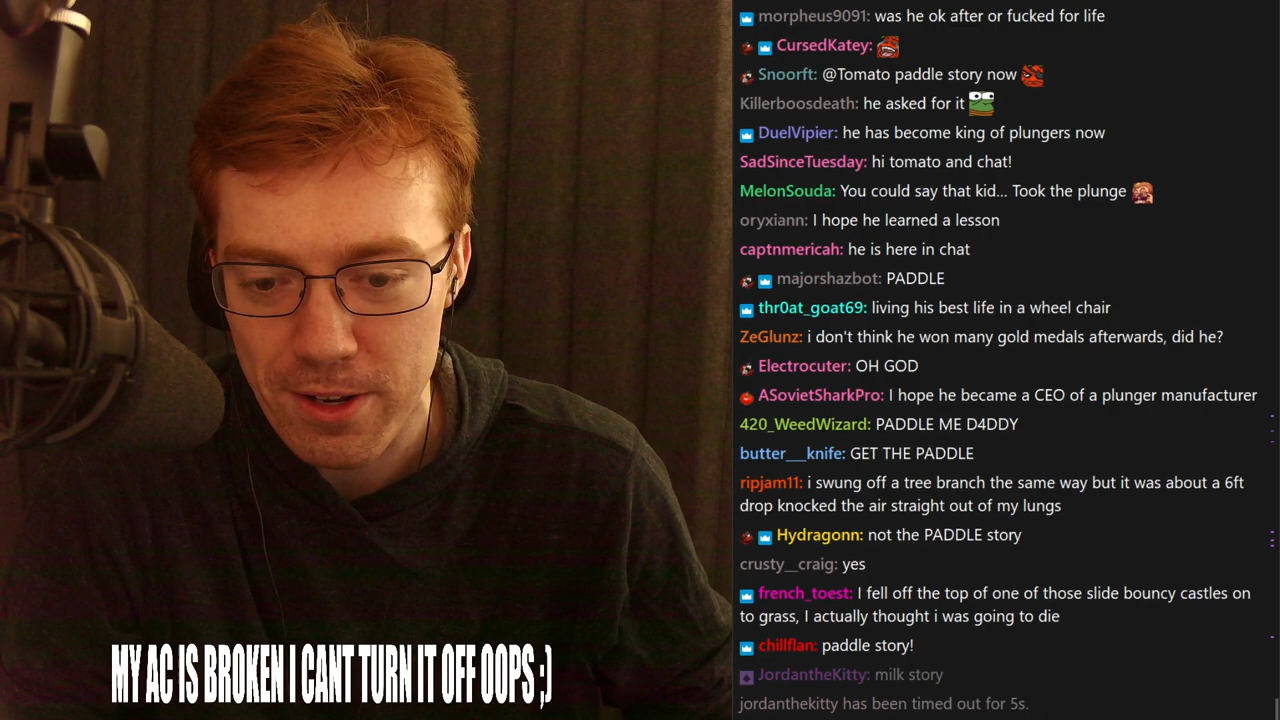 morpheus9091: was he ok after or fucked for life
CursedKatey:
Snoorft: @Tomato paddle story now
Killerboosdeath: he asked for it
DuelVipier: he has become king of plungers now
SadSinceTuesday: hi tomato and chat!
MelonSouda: You could say that kid... Took the plunge
oryxiann: I hope he learned a lesson
captnmericah: he is here in chat
majorshazbot: PADDLE
thr0at_goat69: living his best life in a wheel chair
ZeGlunz: i don't think he won many gold medals afterwards, did he?
Electrocuter: OH GOD
ASovietSharkPro: I hope he became a CEO of a plunger manufacturer
420_WeedWizard: PADDLE ME D4DDY
butter___knife: GET THE PADDLE
ripjam11: i swung off a tree branch the same way but it was about a 6ft
drop knocked the air straight out of my lungs
Hydragonn: not the PADDLE story
crusty__craig: yes
french_toest: I fell off the top of one of those slide bouncy castles on
to grass, I actually thought i was going to die
chillflan: paddle story!
JordantheKitty: milk story
jordanthekitty has been timed out for 5s.
MY AC IS BROKEN I CANT TURN IT OFF OOPS ;)